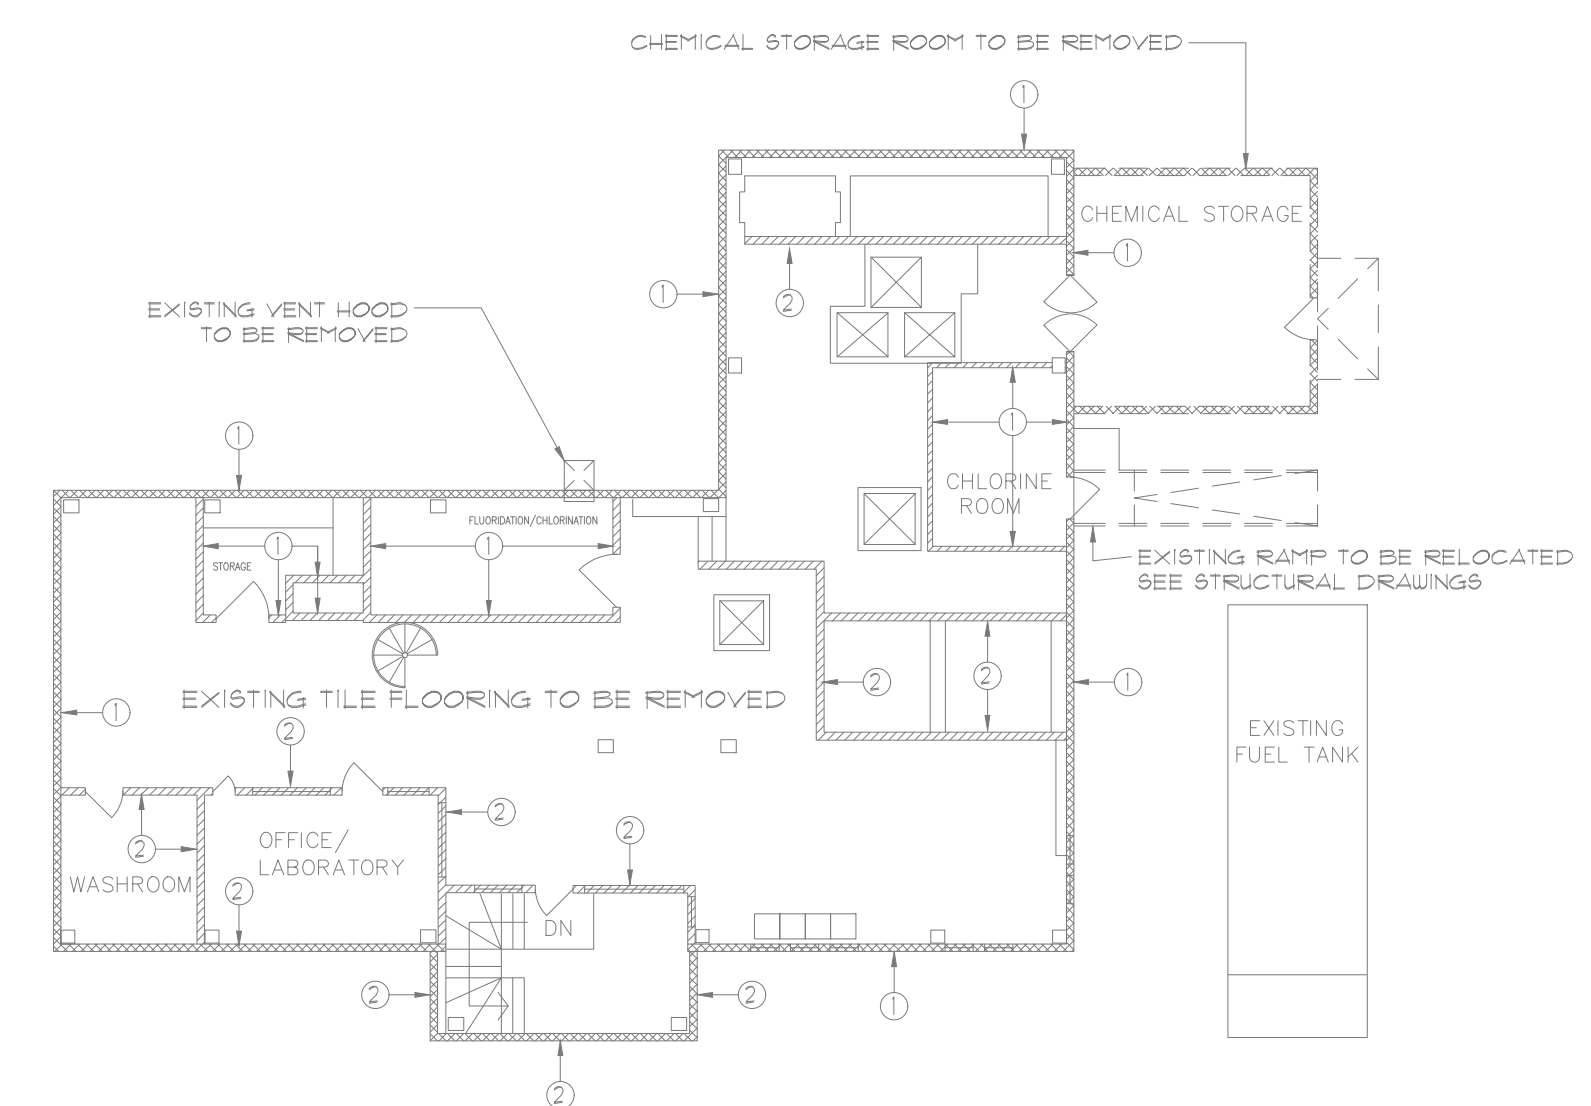 CHEMICAL STORAGE ROOM TO BE REMOVED
1
CHEMICAL STORAGE
1
1
2
EXISTING VENT HOOD
TO BE REMOVED
1
1
CHLORINE
ROOM
FLUORIDATION/CHLORINATION
1
1
STORAGE
EXISTING RAMP TO BE RELOCATED
SEE STRUCTURAL DRAWINGS
2
2
1
EXISTING TILE FLOORING TO BE REMOVED
1
2
EXISTING
FUEL TANK
2
2
2
OFFICE/
LABORATORY
WASHROOM
2
DN
2
2
1
2